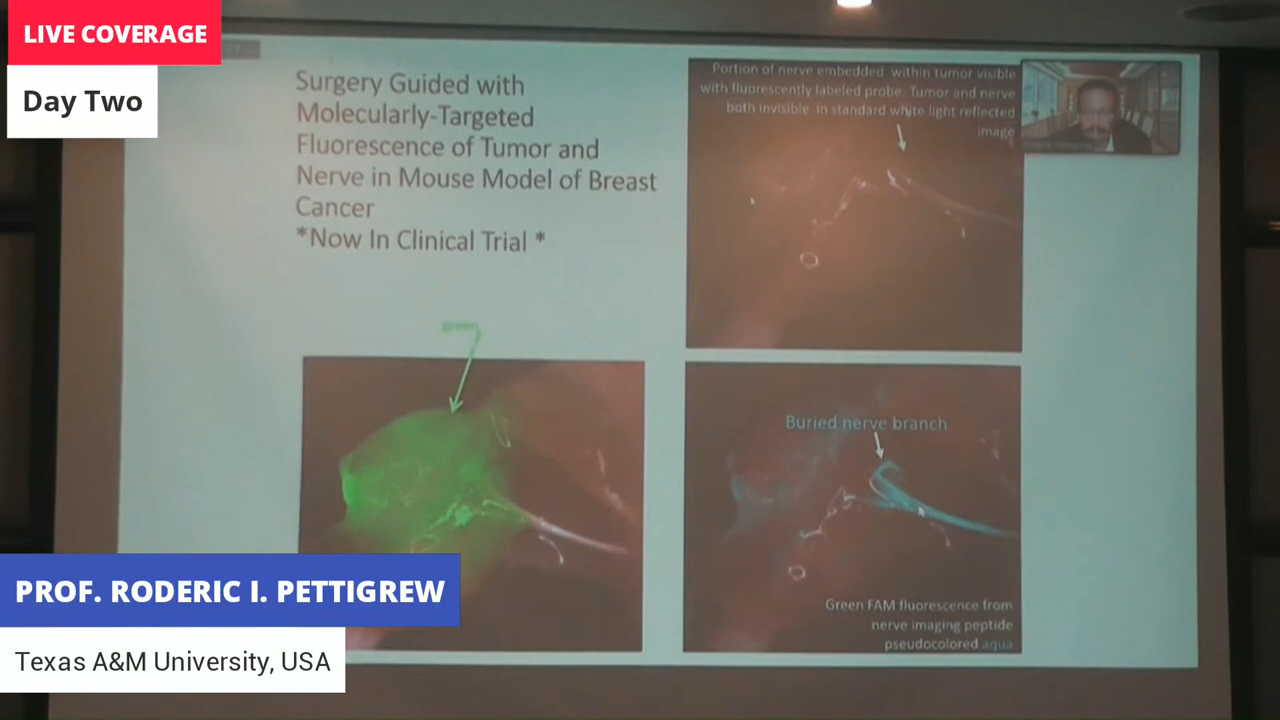 LIVE COVERAGE
Day Two
Surgery Guided with
Molecularly-Targeted
Fluorescence of Tumor and
Nerve in Mouse Model of Breast
Cancer
*Now In Clinical Trial *
Portion of nerve embedded within tumor visible
with fluorescently labeled probe. Tumor and nerve
both invisible in standard white light reflected
image
green
Buried nerve branch
Green FAM fluorescence from
nerve imaging peptide
pseudocolored aqua
PROF. RODERIC I. PETTIGREW
Texas A&M University, USA